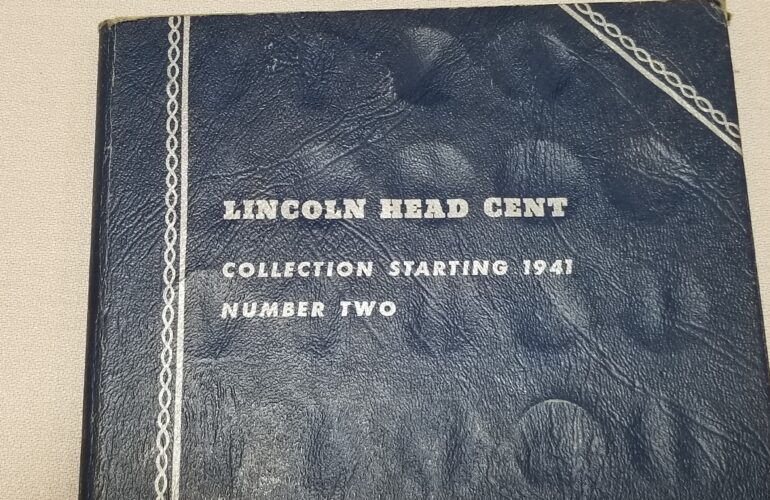 LINCOLN HEAD CENT
COLLECTION STARTING 1941
NUMBER TWO